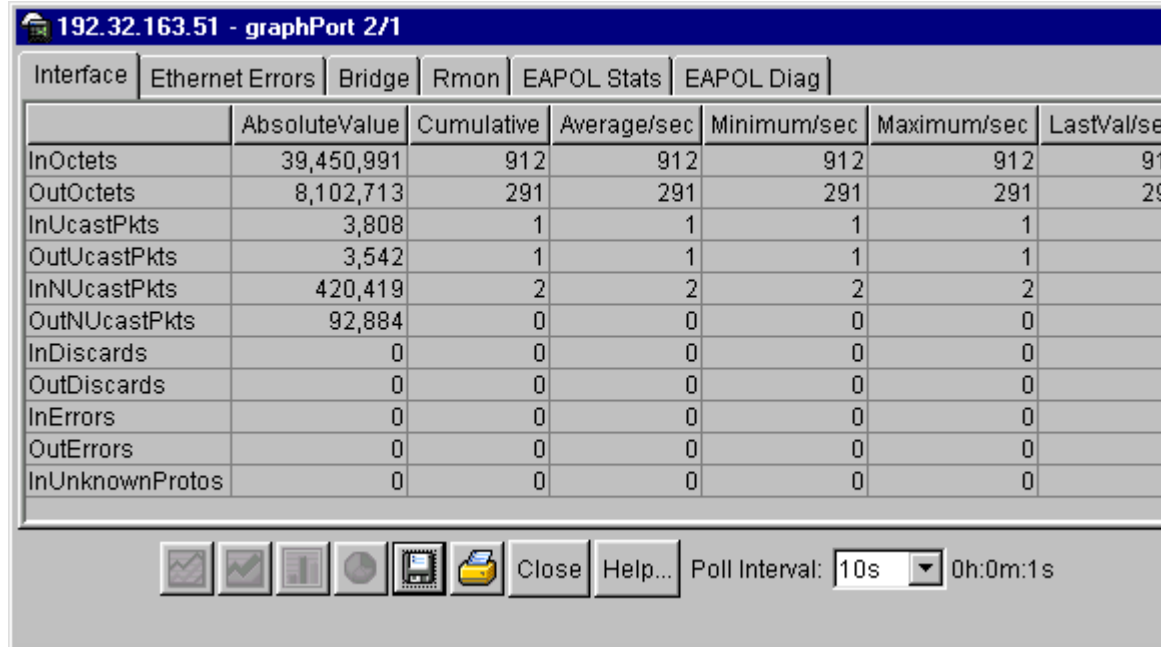 192.32.163.51 - graphPort 2/1
Interface Ethernet Errors Bridge Rmon EAPOL Stats EAPOL Diag
AbsoluteValue Cumulative Average/sec Minimum/sec Maximum/sec LastVal/se
InOctets 39,450,991 912 912 912 912 91
OutOctets 8,102,713 291 291 291 291 29
InUcastPkts 3,808 1 1 1 1
OutUcastPkts 3,542 1 1 1 1
InNUcastPkts 420,419 2 2 2 2
OutNUcastPkts 92,884 0 0 0 0
InDiscards 0 0 0 0 0
OutDiscards 0 0 0 0 0
InErrors 0 0 0 0 0
OutErrors 0 0 0 0 0
InUnknownProtos 0 0 0 0 0
Close Help... Poll Interval: 10s 0h:0m:1s